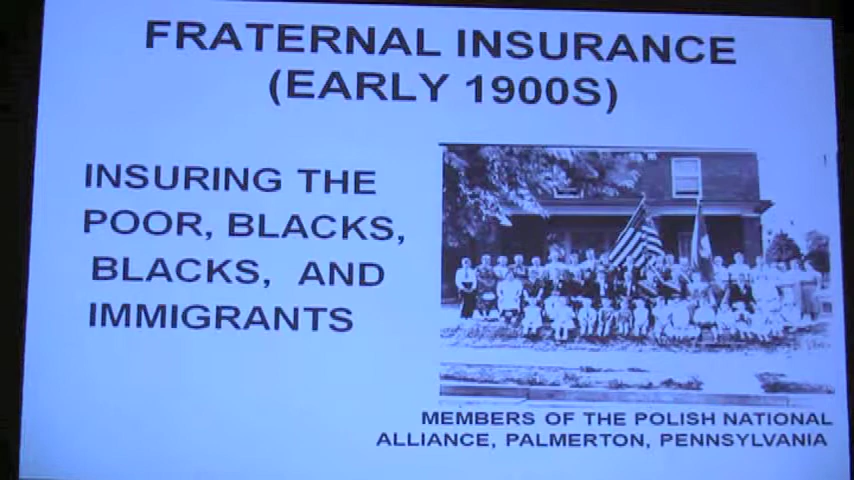 FRATERNAL INSURANCE
(EARLY 1900S)
INSURING THE
POOR, BLACKS,
BLACKS, AND
IMMIGRANTS
MEMBERS OF THE POLISH NATIONAL
ALLIANCE, PALMERTON, PENNSYLVANIA